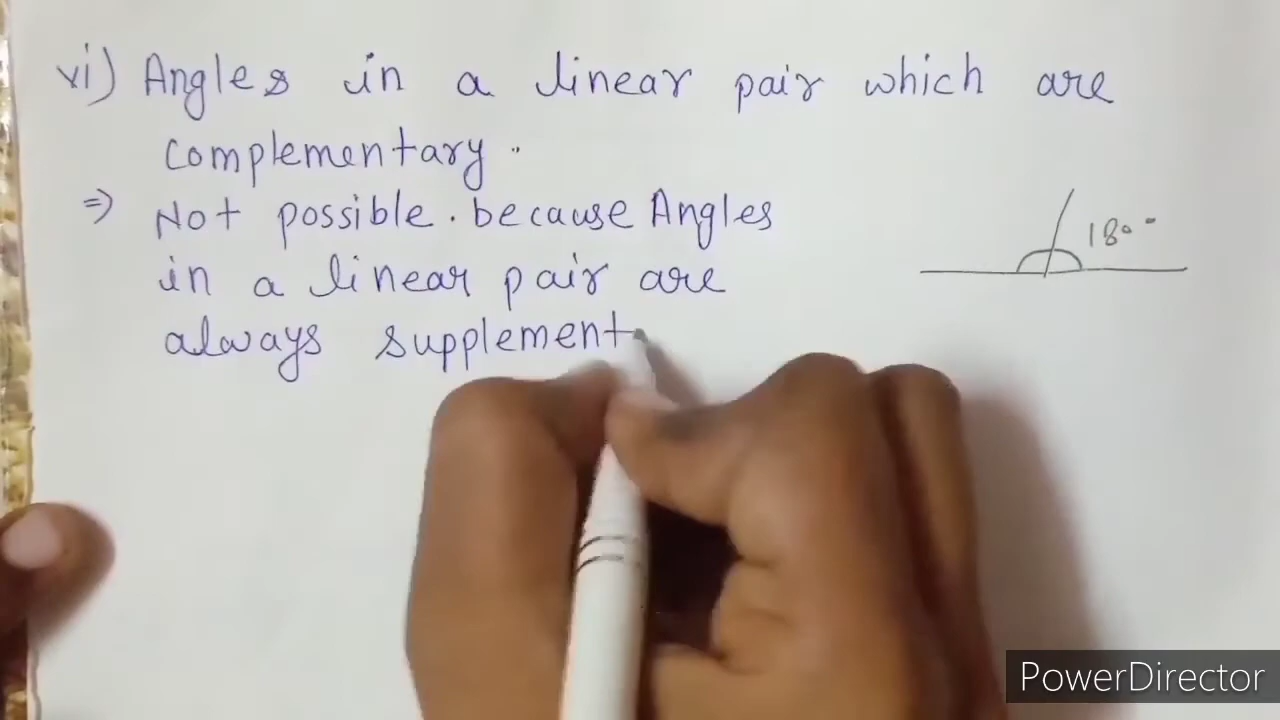 vi) Angles in a linear pair which are
complementary.
⇒ Not possible. because Angles
in a linear pair are
always supplement
180°
PowerDirector